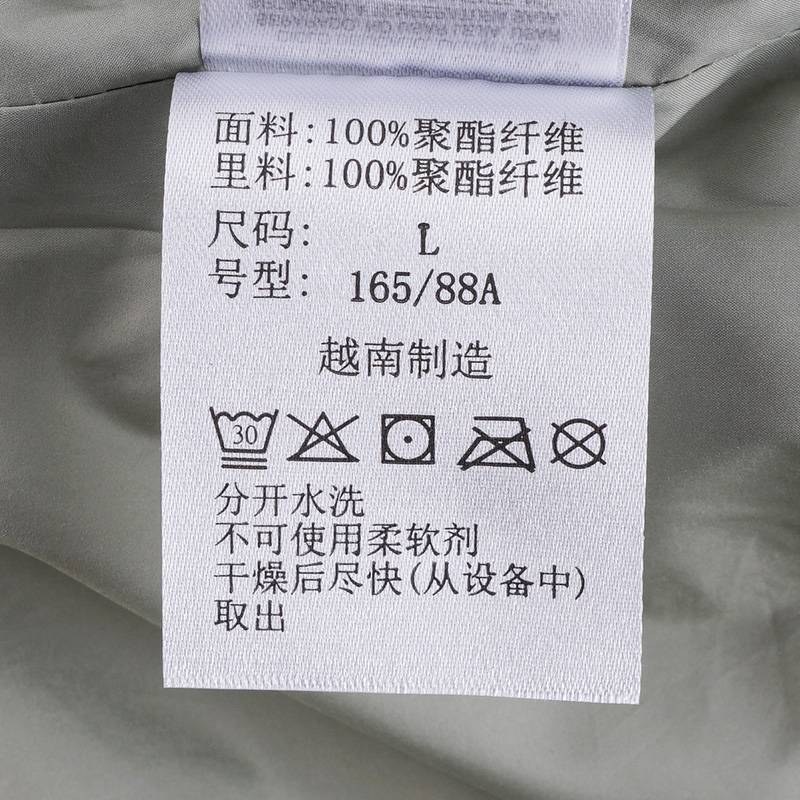 面料:100%聚酯纤维
里料:100%聚酯纤维
尺码: L
号型: 165/88A
越南制造
30
分开水洗
不可使用柔软剂
干燥后尽快(从设备中)
取出